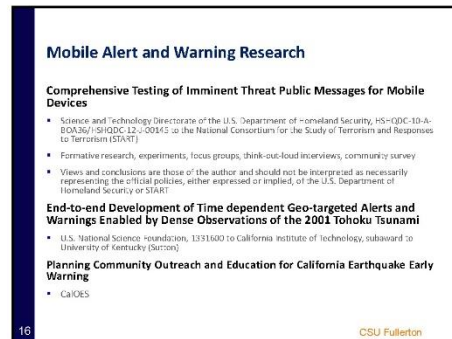 Mobile Alert and Warning Research
Comprehensive Testing of Imminent Threat Public Messages for Mobile
Devices
Science and Technology Directorate of the U.S. Department of Homeland Security, HSHQDC-10-A-
BOA36/HSHQDC-12-J-00145 to the National Consortium for the Study of Terrorism and Responses
to Terrorism (START)
Formative research, experiments, focus groups, think-out-loud interviews, community survey
Views and conclusions are those of the author and should not be interpreted as necessarily
representing the official policies, either expressed or implied, of the U.S. Department of
Homeland Security or START
End-to-end Development of Time dependent Geo-targeted Alerts and
Warnings Enabled by Dense Observations of the 2001 Tohoku Tsunami
U.S. National Science Foundation, 1331600 to California Institute of Technology, subaward to
University of Kentucky (Sutton)
Planning Community Outreach and Education for California Earthquake Early
Warning
CalOES
16
CSU Fullerton